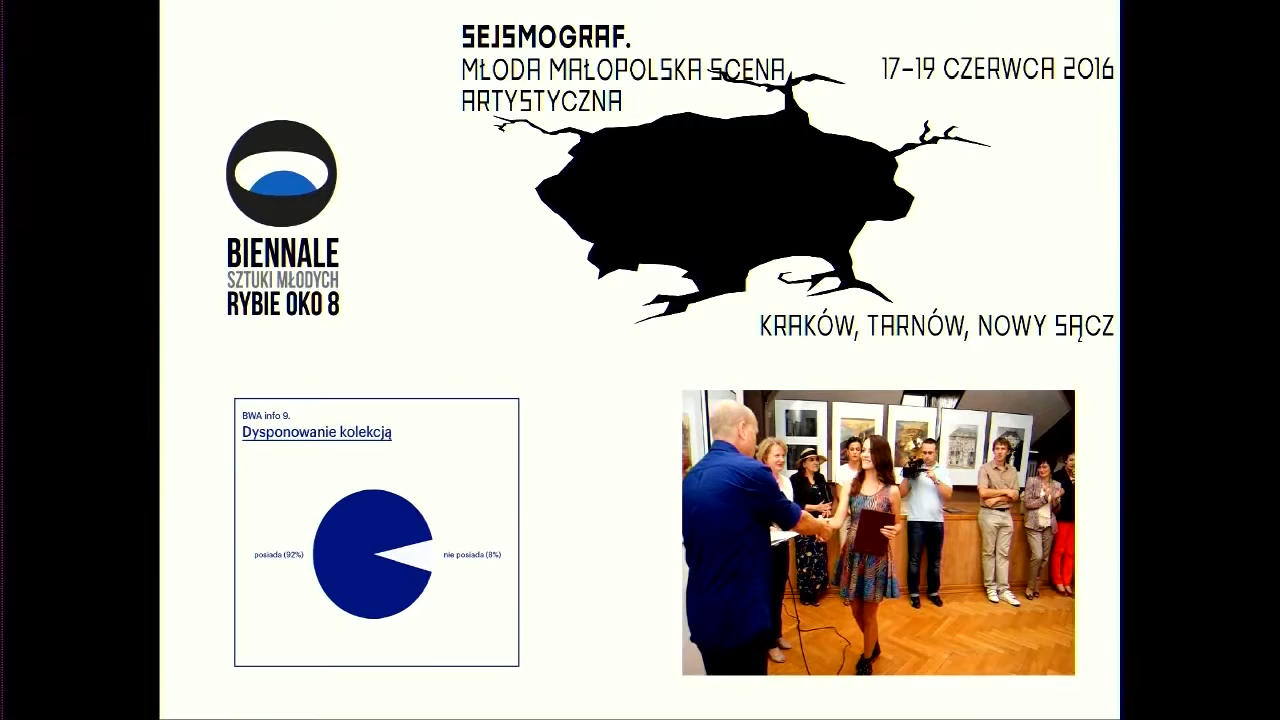 SEJSMOGRAF.
MŁODA MAŁOPOLSKA SCENA
ARTYSTYCZNA
17-19 CZERWCA 2016
BIENNALE
SZTUKI MŁODYCH
RYBIE OKO 8
KRAKÓW, TARNÓW, NOWY SĄCZ
BWA info 9.
Dysponowanie kolekcją
posiada (92%)
nie posiada (8%)